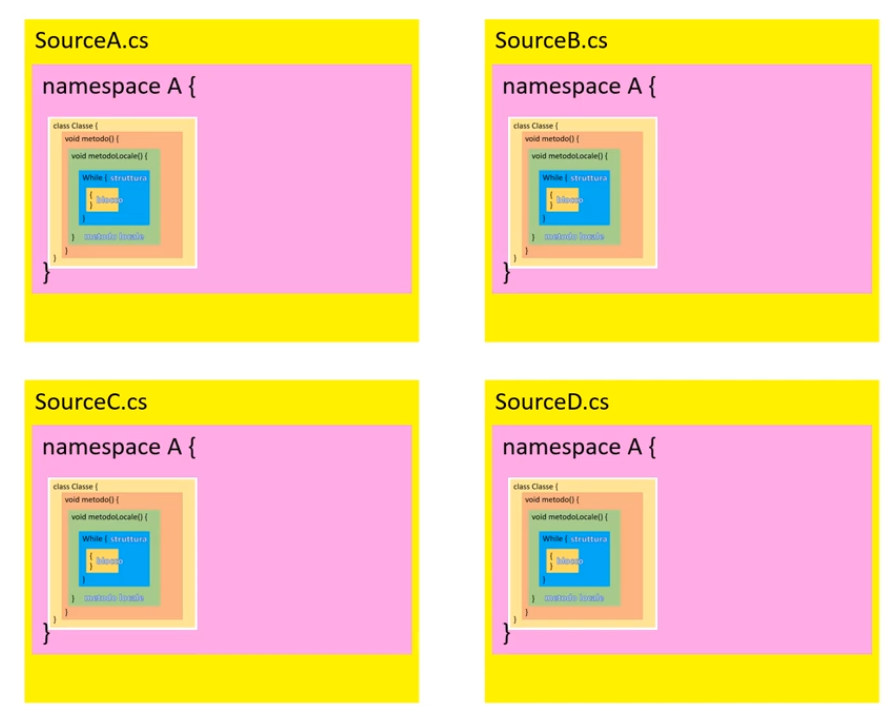 SourceA.cs
namespace A {
class Classe {
void metodo() {
void metodoLocale() {
While { struttura
{
} blocco
}
} metodo locale
}
}
}
SourceB.cs
namespace A {
class Classe {
void metodo() {
void metodoLocale() {
While { struttura
{
} blocco
}
} metodo locale
}
}
}
SourceC.cs
namespace A {
class Classe {
void metodo() {
void metodoLocale() {
While { struttura
{
} blocco
}
} metodo locale
}
}
}
SourceD.cs
namespace A {
class Classe {
void metodo() {
void metodoLocale() {
While { struttura
{
} blocco
}
} metodo locale
}
}
}